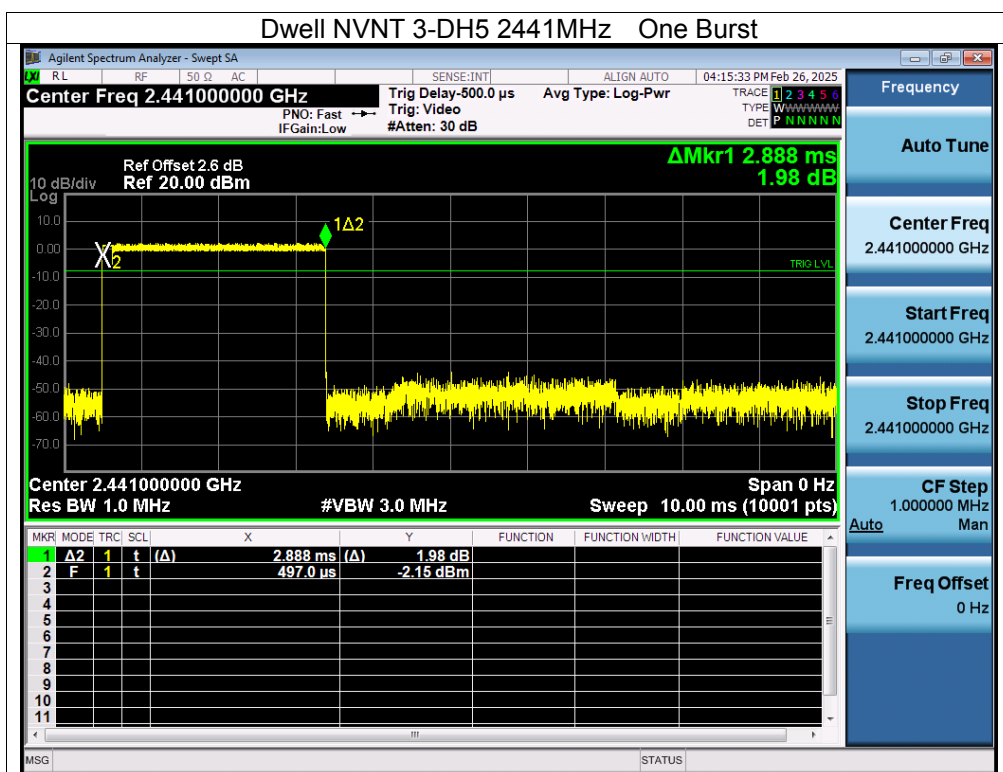 Dwell NVNT 3-DH5 2441MHz One Burst
Agilent Spectrum Analyzer - Swept SA
LXI RL RF 50 Ω AC SENSE:INT ALIGN AUTO 04:15:33 PM Feb 26, 2025
Center Freq 2.441000000 GHz
PNO: Fast
IFGain:Low
Trig Delay-500.0 μs
Trig: Video
#Atten: 30 dB
Avg Type: Log-Pwr
TRACE 1 2 3 4 5 6
TYPE WWWWWW
DET P N N N N N
Frequency
Auto Tune
Center Freq
2.441000000 GHz
Start Freq
2.441000000 GHz
Stop Freq
2.441000000 GHz
CF Step
1.000000 MHz
Auto Man
Freq Offset
0 Hz
ΔMkr1 2.888 ms
1.98 dB
Ref Offset 2.6 dB
10 dB/div Ref 20.00 dBm
Log
10.0
0.00
-10.0
-20.0
-30.0
-40.0
-50.0
-60.0
-70.0
1Δ2
X2
TRIG LVL
Center 2.441000000 GHz Span 0 Hz
Res BW 1.0 MHz #VBW 3.0 MHz Sweep 10.00 ms (10001 pts)
MKR MODE TRC SCL X Y FUNCTION FUNCTION WIDTH FUNCTION VALUE
1 Δ2 1 t (Δ) 2.888 ms (Δ) 1.98 dB
2 F 1 t 497.0 μs -2.15 dBm
3
4
5
6
7
8
9
10
11
MSG STATUS